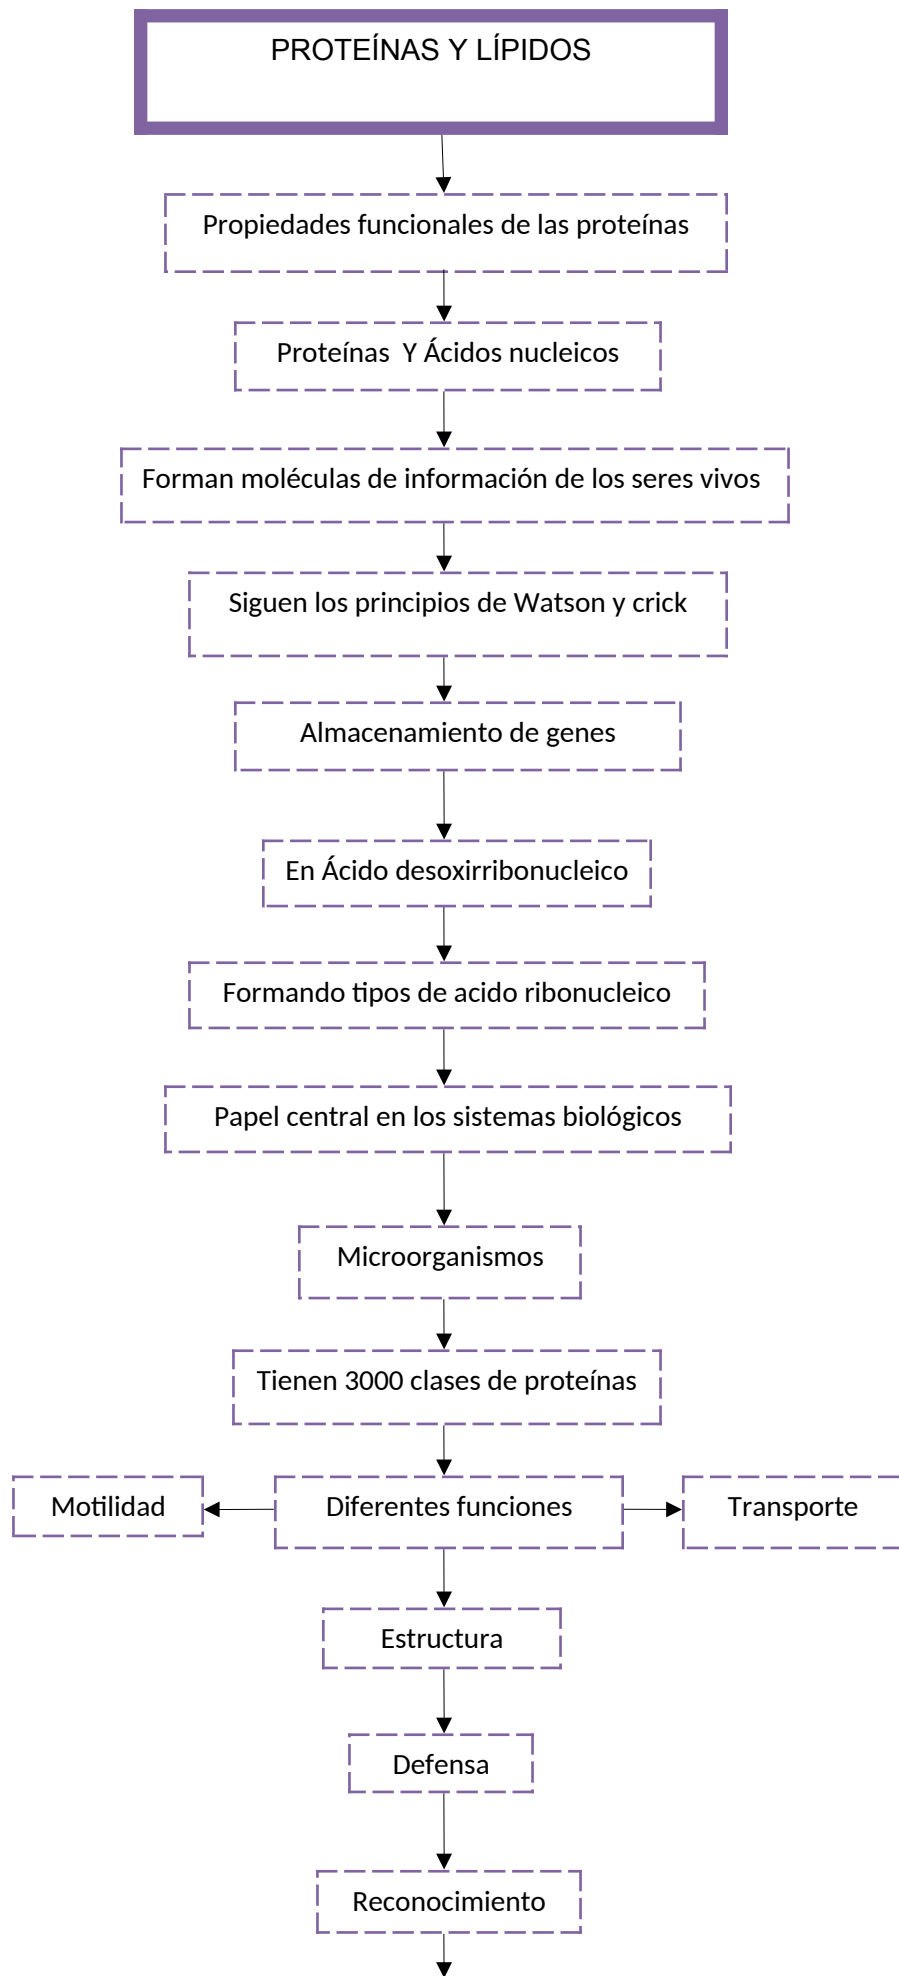 PROTEÍNAS Y LÍPIDOS
Propiedades funcionales de las proteínas
Proteínas  Y Ácidos nucleicos
Forman moléculas de información de los seres vivos
Siguen los principios de Watson y crick
Almacenamiento de genes
En Ácido desoxirribonucleico
Formando tipos de acido ribonucleico
Papel central en los sistemas biológicos
Microorganismos
Tienen 3000 clases de proteínas
Motilidad
Diferentes funciones
Transporte
Estructura
Defensa
Reconocimiento